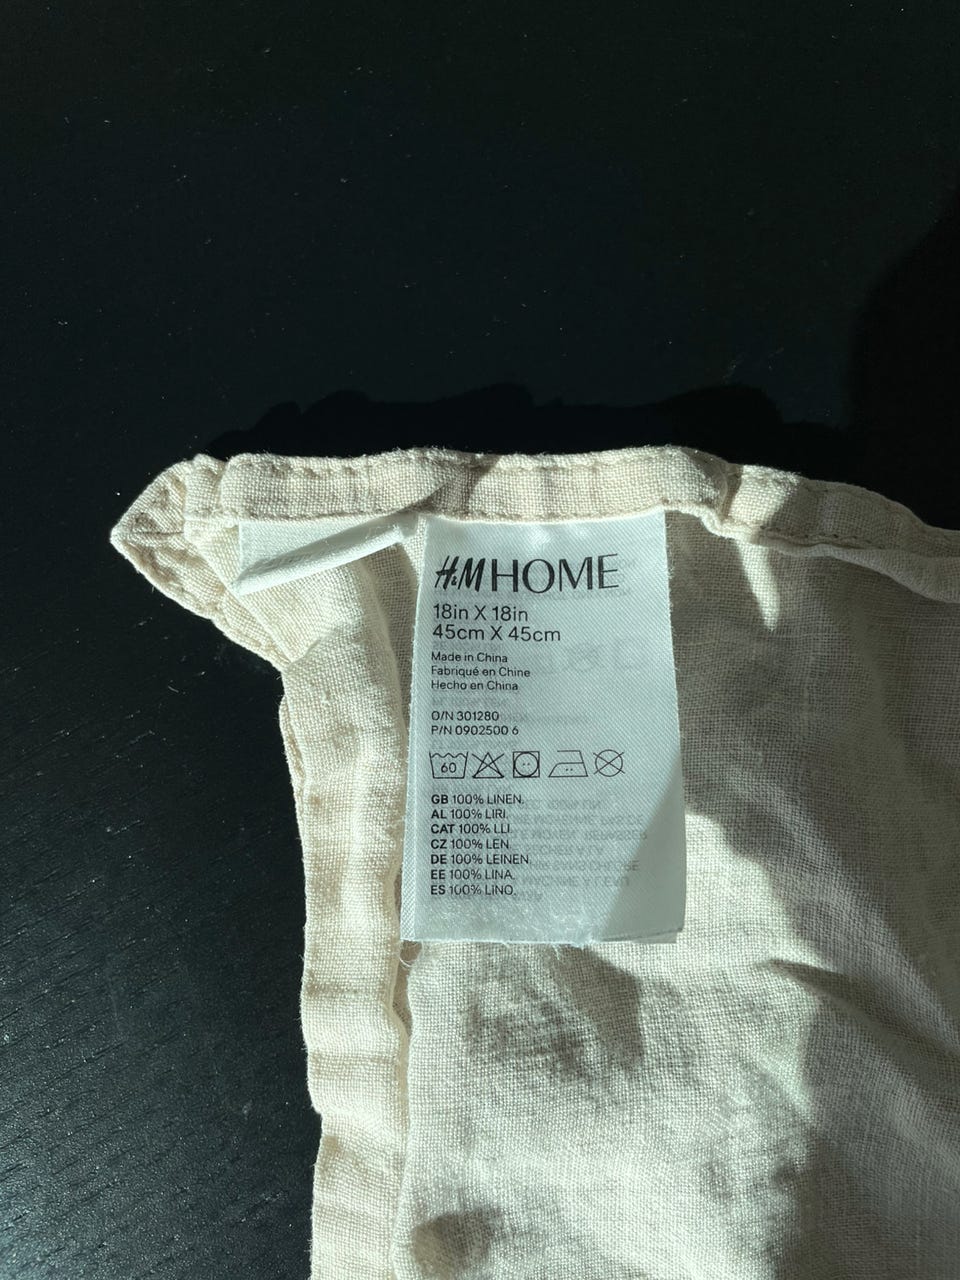 H&M HOME
18in X 18in
45cm X 45cm
Made in China
Fabriqué en Chine
Hecho en China
O/N 301280
P/N 0902500 6
60
GB 100% LINEN.
AL 100% LIRI.
CAT 100% LLI.
CZ 100% LEN.
DE 100% LEINEN.
EE 100% LINA.
ES 100% LINO.